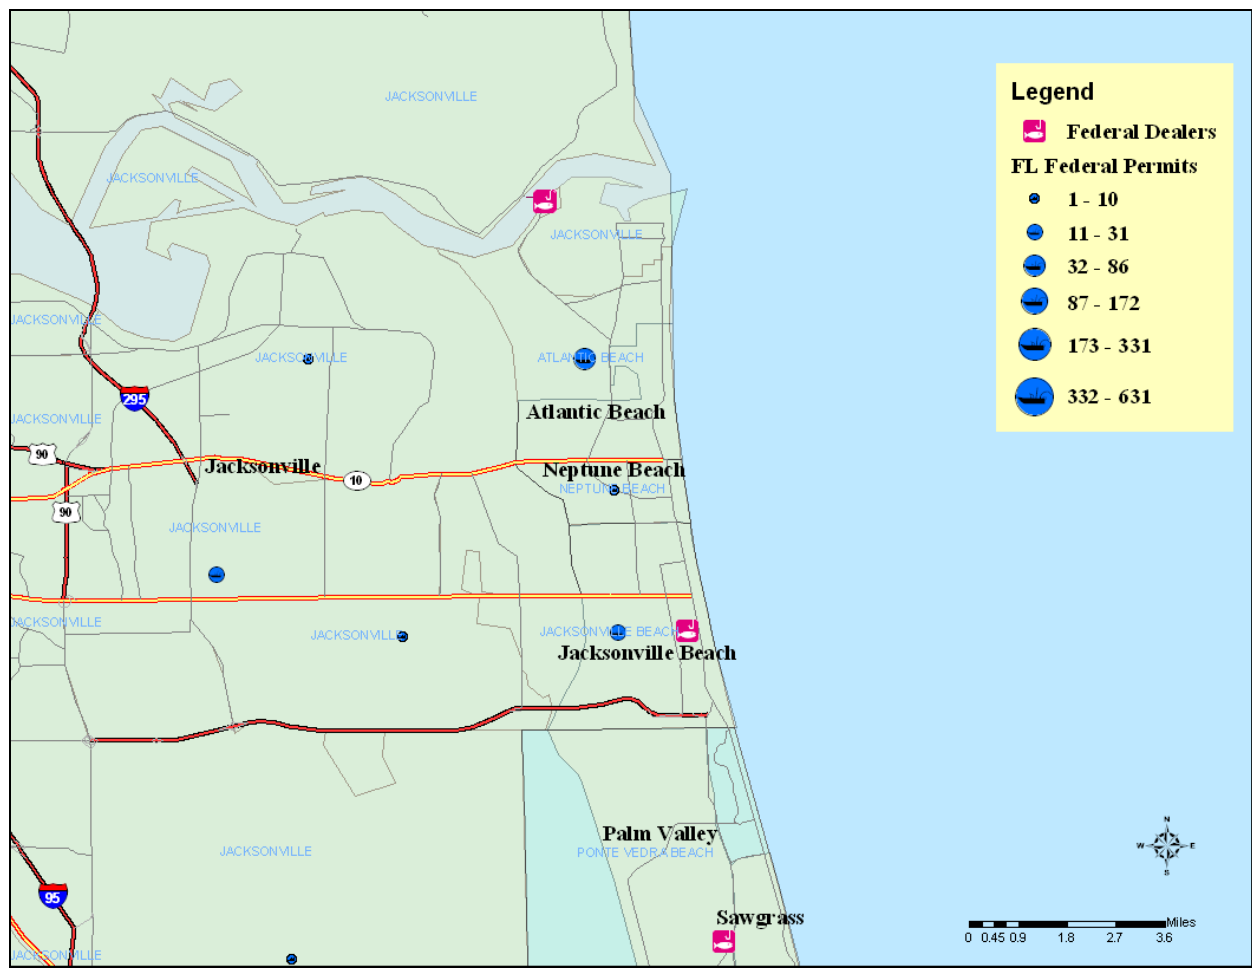 JACKSONVILLE
Legend
Federal Dealers
FL Federal Permits
1 - 10
11 - 31
32 - 86
87 - 172
173 - 331
332 - 631
JACKSONVILLE
JACKSONVILLE
JACKSONVILLE
JACKSONVILLE
ATLANTIC BEACH
295
Atlantic Beach
JACKSONVILLE
90
Jacksonville
10
Neptune Beach
NEPTUNE BEACH
90
JACKSONVILLE
JACKSONVILLE
JACKSONVILLE
JACKSONVILLE BEACH
Jacksonville Beach
Palm Valley
JACKSONVILLE
PONTE VEDRA BEACH
N
W E
S
95
Sawgrass
Miles
0 0.45 0.9 1.8 2.7 3.6
JACKSONVILLE